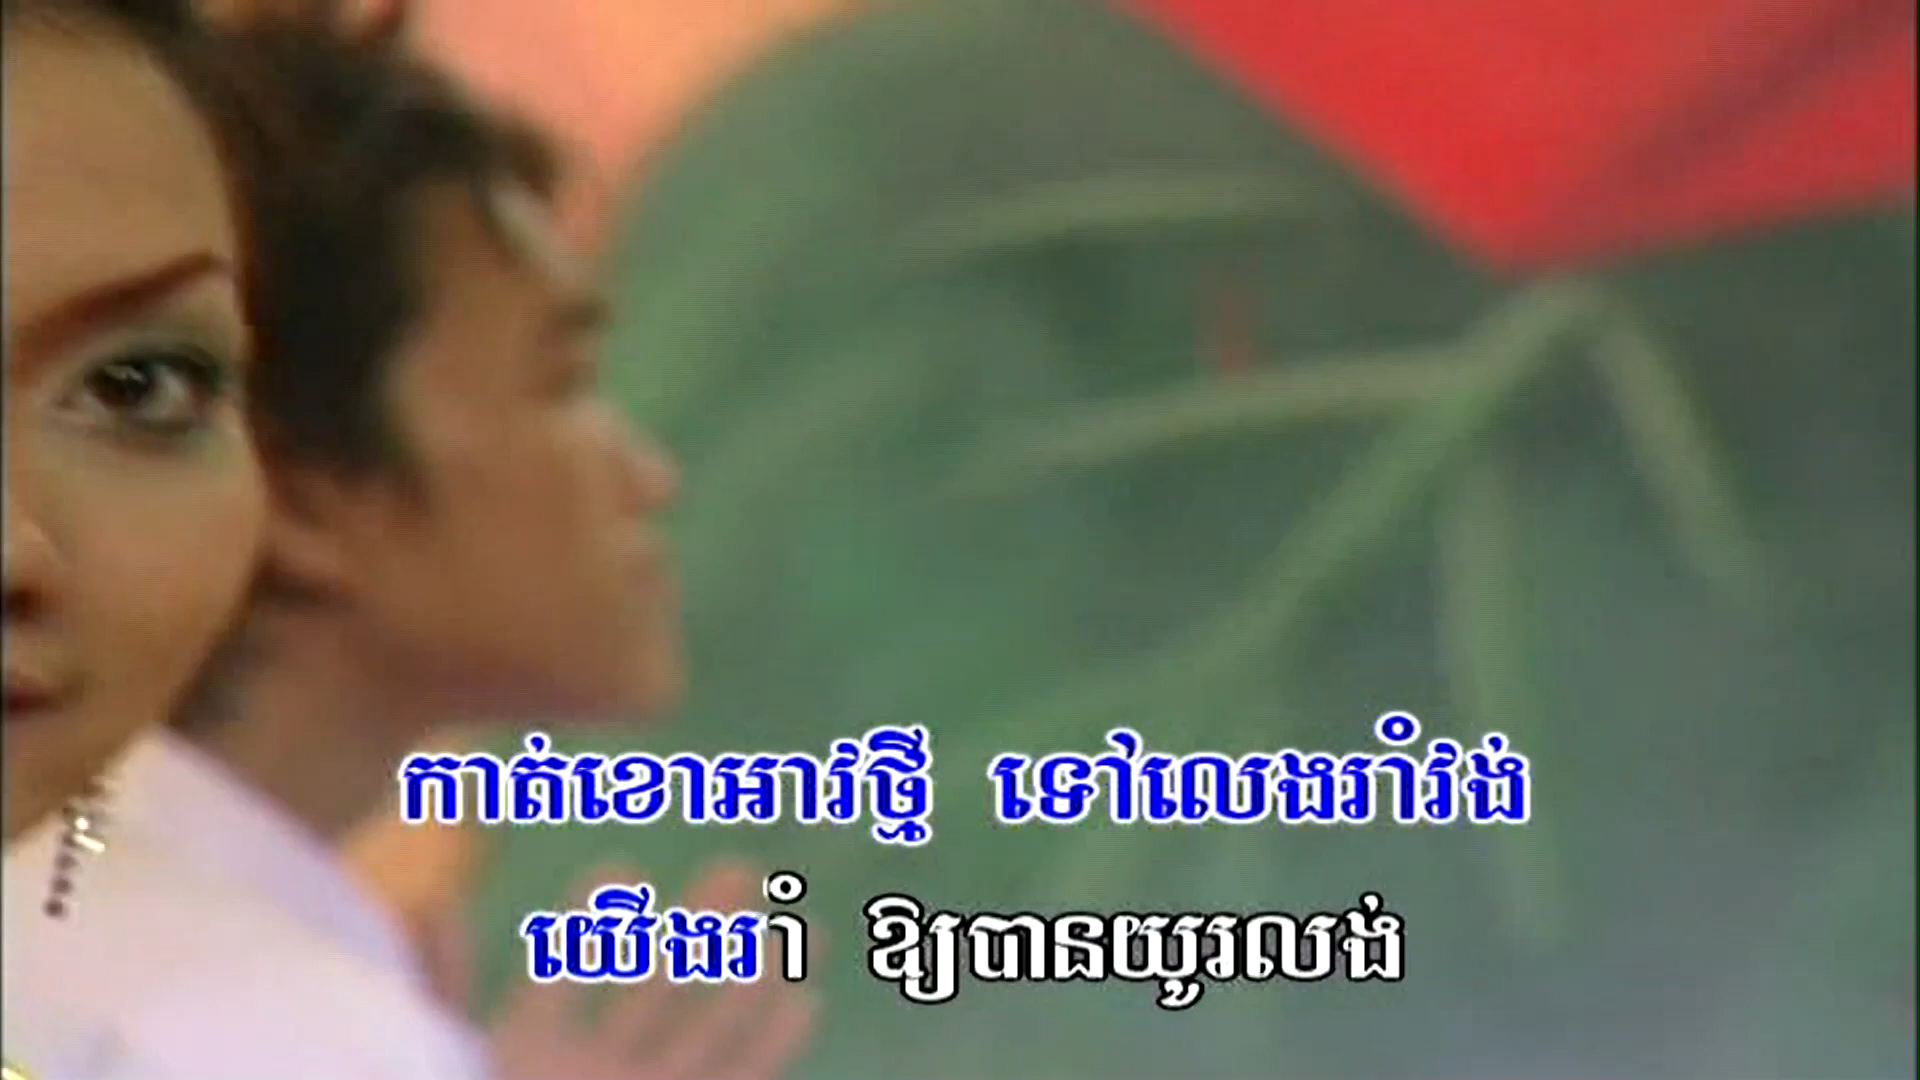 កាត់ខោអាវថ្មី ទៅលេងរាំវង់
យើងរាំ ឱ្យបានយូរលង់